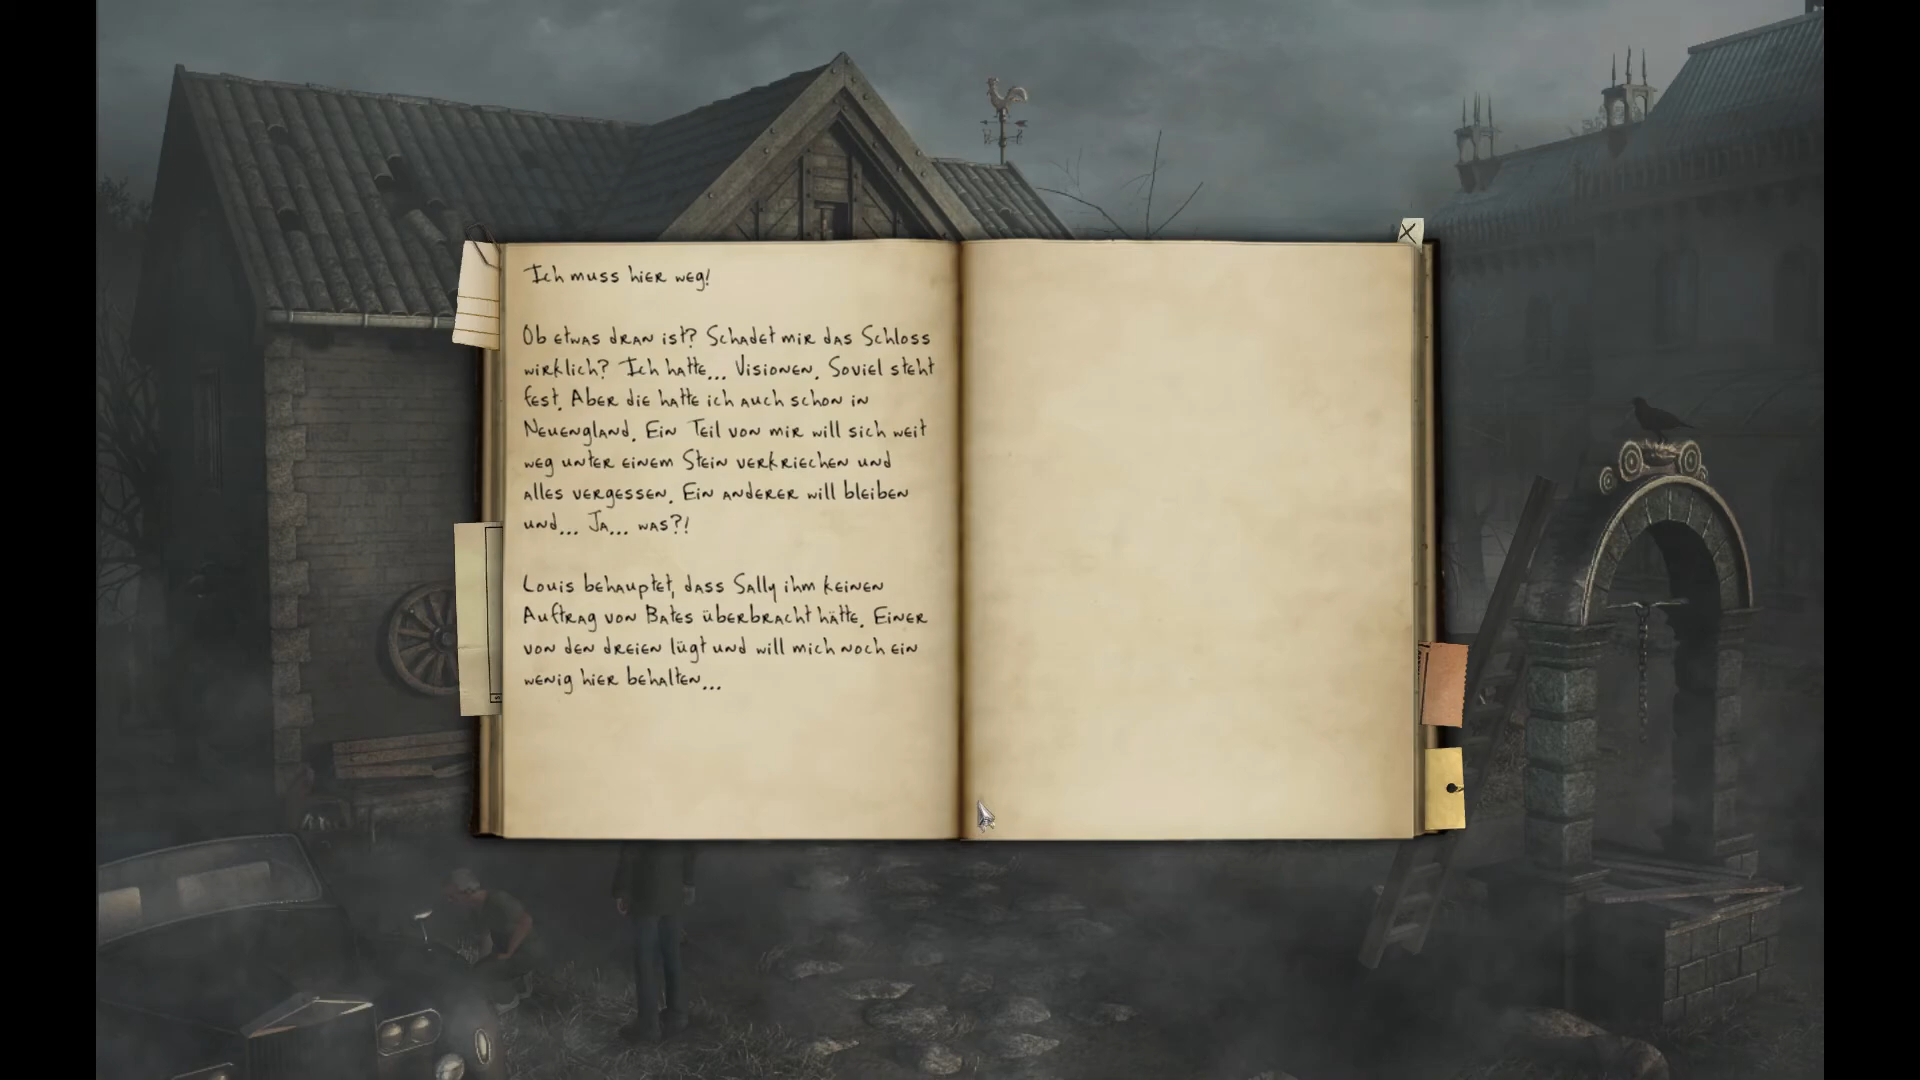 Ich muss hier weg!
Ob etwas dran ist? Schadet mir das Schloss
wirklich? Ich hatte... Visionen. Soviel steht
fest. Aber die hatte ich auch schon in
Neuengland. Ein Teil von mir will sich weit
weg unter einem Stein verkriechen und
alles vergessen. Ein anderer will bleiben
und... Ja... was?!
Louis behauptet, dass Sally ihm keinen
Auftrag von Bates überbracht hätte. Einer
von den dreien lügt und will mich noch ein
wenig hier behalten...